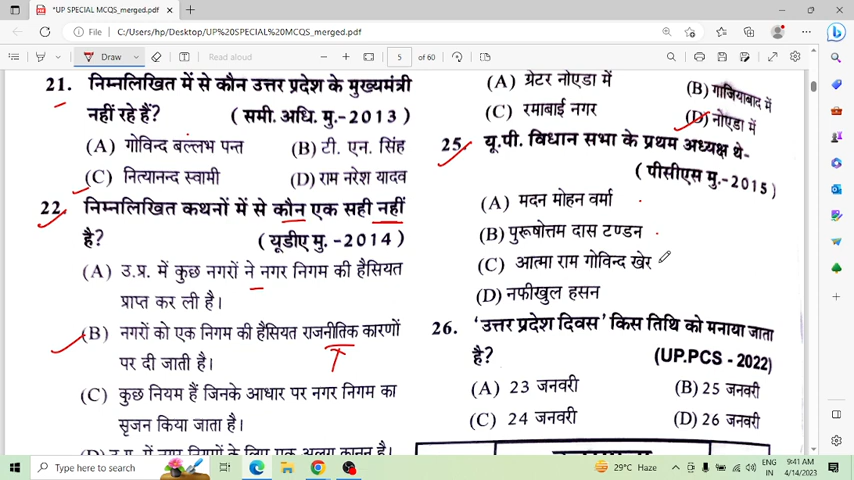 *UP SPECIAL MCQS_merged.pdf
File
C:/Users/hp/Desktop/UP%20SPECIAL%20MCQS_merged.pdf
Draw
Read aloud
5
of 60
21. निम्नलिखित में से कौन उत्तर प्रदेश के मुख्यमंत्री
नहीं रहे हैं? (समी. अधि. मु.-2013)
(A) गोविन्द बल्लभ पन्त (B) टी. एन. सिंह
(C) नित्यानन्द स्वामी (D) राम नरेश यादव
22. निम्नलिखित कथनों में से कौन एक सही नहीं
है? (यूडीए मु.-2014)
(A) उ.प्र. में कुछ नगरों ने नगर निगम की हैसियत
प्राप्त कर ली है।
(B) नगरों को एक निगम की हैसियत राजनीतिक कारणों
पर दी जाती है।
(C) कुछ नियम हैं जिनके आधार पर नगर निगम का
सृजन किया जाता है।
(D) उ.प्र. में नगर निगमों के लिए एक अलग कानून है।
(A) ग्रेटर नोएडा में (B) गाजियाबाद में
(C) रमाबाई नगर (D) नोएडा में
25. यू.पी. विधान सभा के प्रथम अध्यक्ष थे-
(पीसीएस मु.-2015)
(A) मदन मोहन वर्मा
(B) पुरूषोत्तम दास टण्डन
(C) आत्मा राम गोविन्द खेर
(D) नफीखुल हसन
26. 'उत्तर प्रदेश दिवस' किस तिथि को मनाया जाता
है? (UP.PCS - 2022)
(A) 23 जनवरी (B) 25 जनवरी
(C) 24 जनवरी (D) 26 जनवरी
Type here to search
29°C Haze
ENG
IN
9:41 AM
4/14/2023